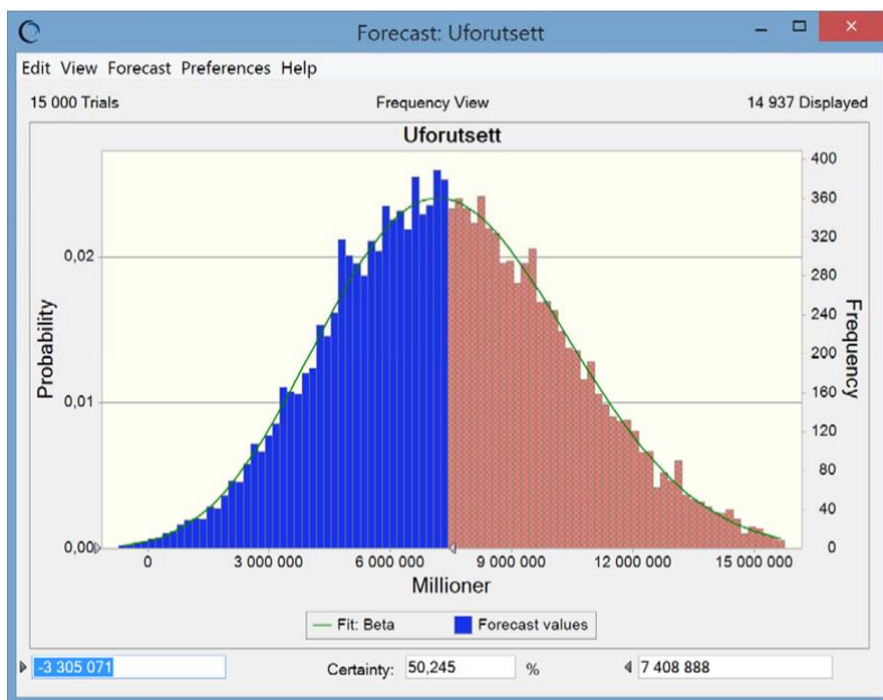 Forecast: Uforutsett
Edit View Forecast Preferences Help
15 000 Trials Frequency View 14 937 Displayed
Uforutsett
Probability
0,02
0,01
0,00
400
360
320
280
240
200
160
120
80
40
0
Frequency
0 3 000 000 6 000 000 9 000 000 12 000 000 15 000 000
Millioner
Fit: Beta Forecast values
-3 305 071 Certainty: 50,245 % 7 408 888